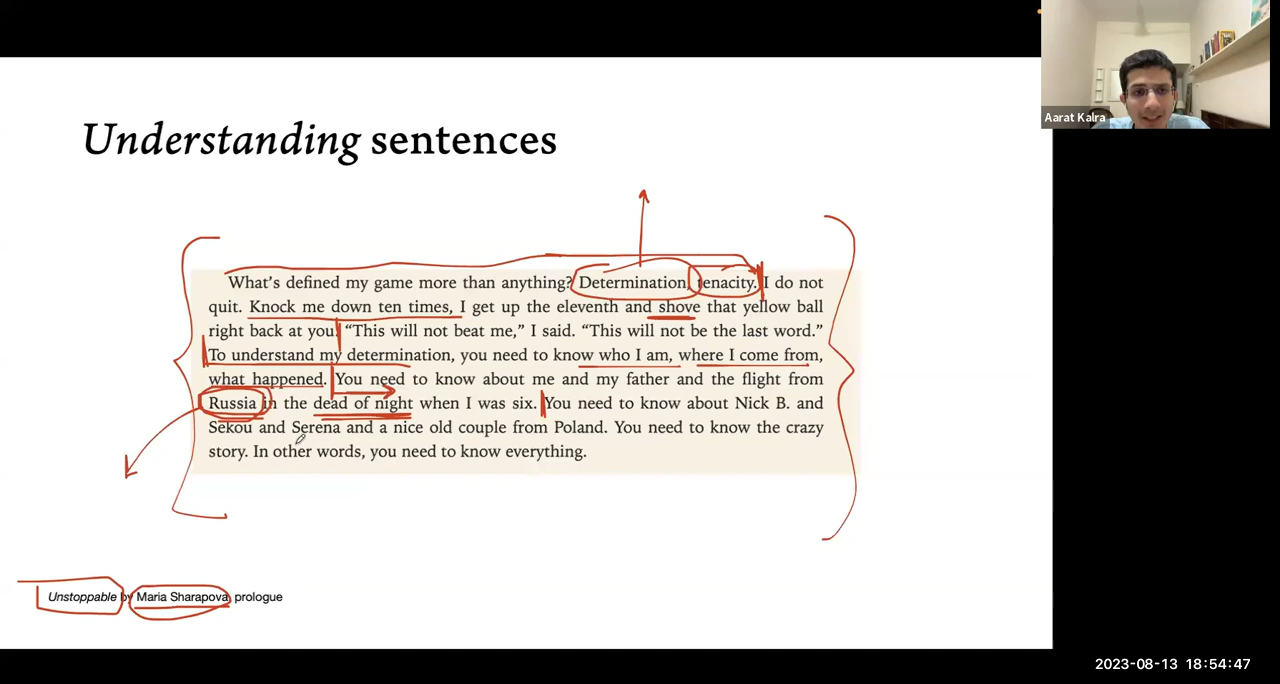 Aarat Kalra
Understanding sentences
What’s defined my game more than anything? Determination, tenacity. I do not
quit. Knock me down ten times, I get up the eleventh and shove that yellow ball
right back at you. “This will not beat me,” I said. “This will not be the last word.”
To understand my determination, you need to know who I am, where I come from,
what happened. You need to know about me and my father and the flight from
Russia in the dead of night when I was six. You need to know about Nick B. and
Sekou and Serena and a nice old couple from Poland. You need to know the crazy
story. In other words, you need to know everything.
Unstoppable by Maria Sharapova, prologue
2023-08-13 18:54:47